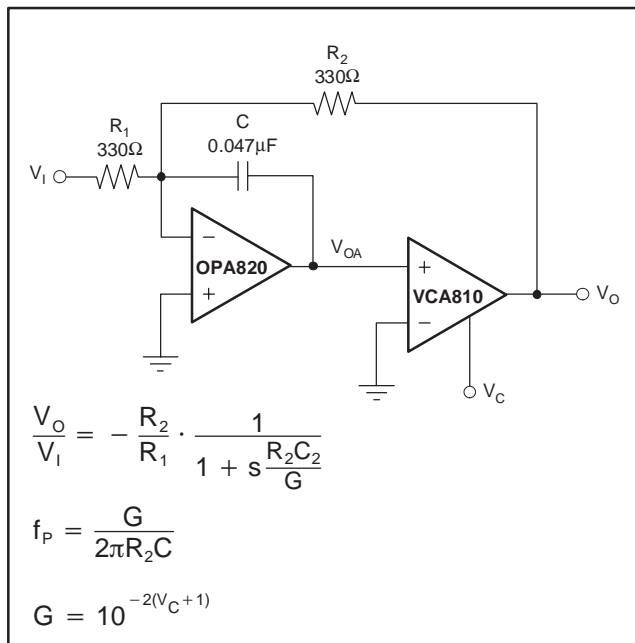 R2
330Ω
C
0.047μF
R1
330Ω
VI
−
+
OPA820
VOA
+
−
VCA810
VO
VC
VO/VI = − R2/R1 · 1/(1 + s R2C2/G)
fP = G/(2πR2C)
G = 10^−2(VC+1)